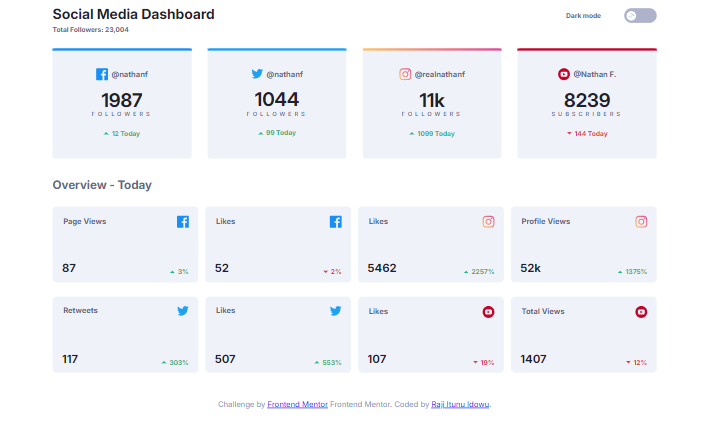 Social Media Dashboard
Total Followers: 23,004
Dark mode
@nathanf
1987
FOLLOWERS
12 Today
@nathanf
1044
FOLLOWERS
99 Today
@realnathanf
11k
FOLLOWERS
1099 Today
@Nathan F.
8239
SUBSCRIBERS
144 Today
Overview - Today
Page Views
87
3%
Likes
52
2%
Likes
5462
2257%
Profile Views
52k
1375%
Retweets
117
303%
Likes
507
553%
Likes
107
19%
Total Views
1407
12%
Challenge by Frontend Mentor Frontend Mentor. Coded by Raji Itunu Idowu.